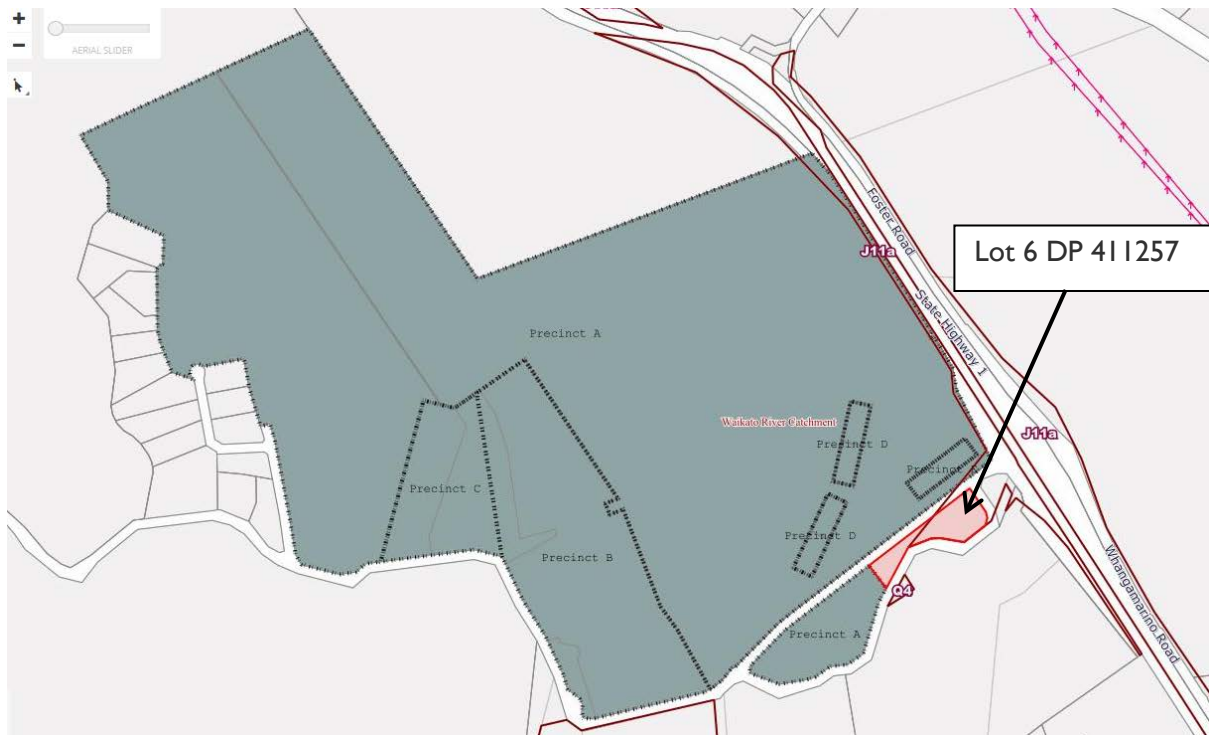 +
−
AERIAL SLIDER
Foster Road
J11a
Lot 6 DP 411257
State Highway 1
Precinct A
Waikato River Catchment
Precinct D
J11a
Precinct
Precinct C
Precinct D
Precinct B
Whangamarino Road
Q4
Precinct A